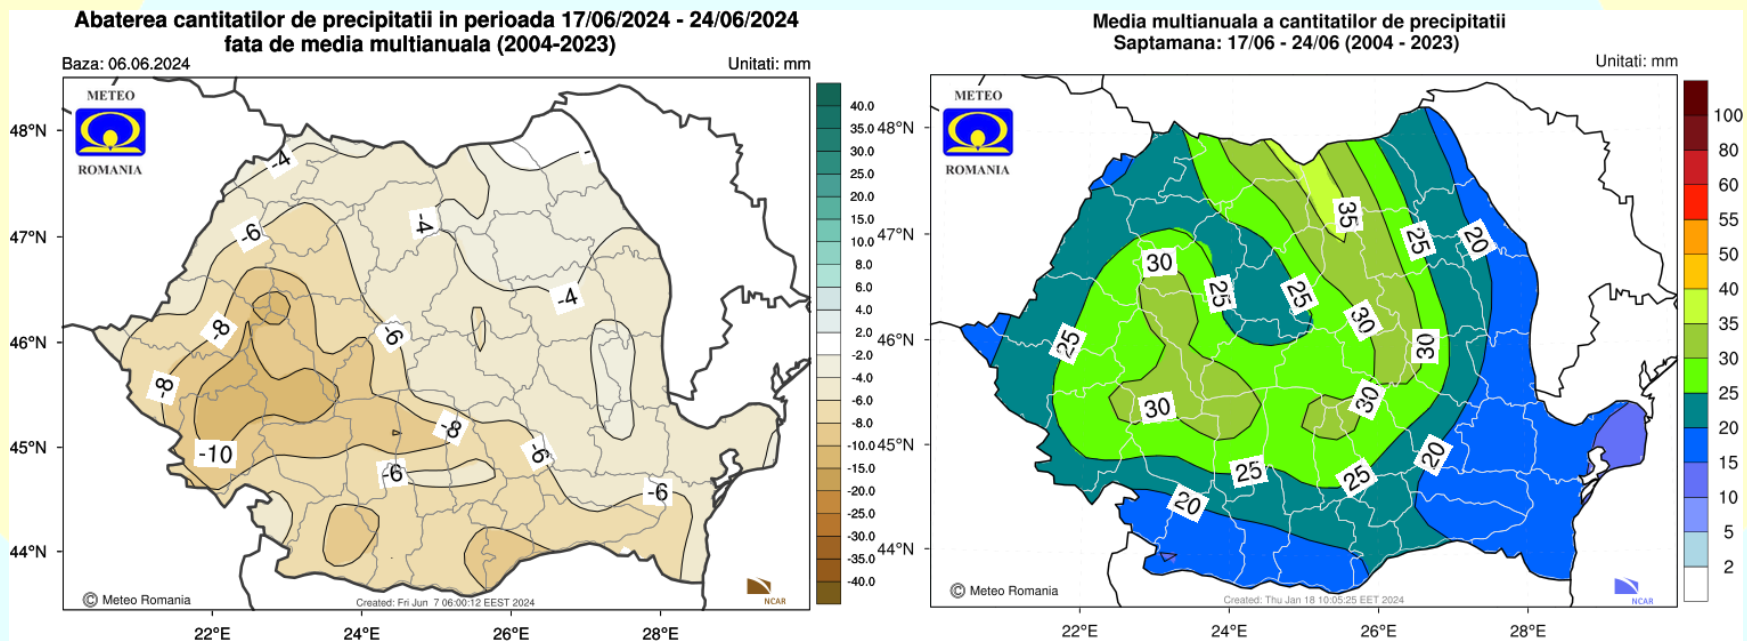 Abaterea cantitatilor de precipitatii in perioada 17/06/2024 - 24/06/2024
fata de media multianuala (2004-2023)
Baza: 06.06.2024
Unitati: mm
METEO
ROMANIA
48°N
47°N
46°N
45°N
44°N
-4
-6
-4
-8
-6
-4
-8
-8
-10
-6
-6
-6
40.0
35.0
30.0
25.0
20.0
15.0
10.0
8.0
6.0
4.0
2.0
-2.0
-4.0
-6.0
-8.0
-10.0
-15.0
-20.0
-25.0
-30.0
-35.0
-40.0
© Meteo Romania
Created: Fri Jun 7 06:00:12 EEST 2024
NCAR
22°E
24°E
26°E
28°E
Media multianuala a cantitatilor de precipitatii
Saptamana: 17/06 - 24/06 (2004 - 2023)
Unitati: mm
METEO
ROMANIA
48°N
47°N
46°N
45°N
44°N
35
25
20
30
25
25
30
25
30
30
30
20
25
25
20
100
80
60
55
50
40
35
30
25
20
15
10
5
2
© Meteo Romania
Created: Thu Jan 18 10:05:25 EET 2024
NCAR
22°E
24°E
26°E
28°E